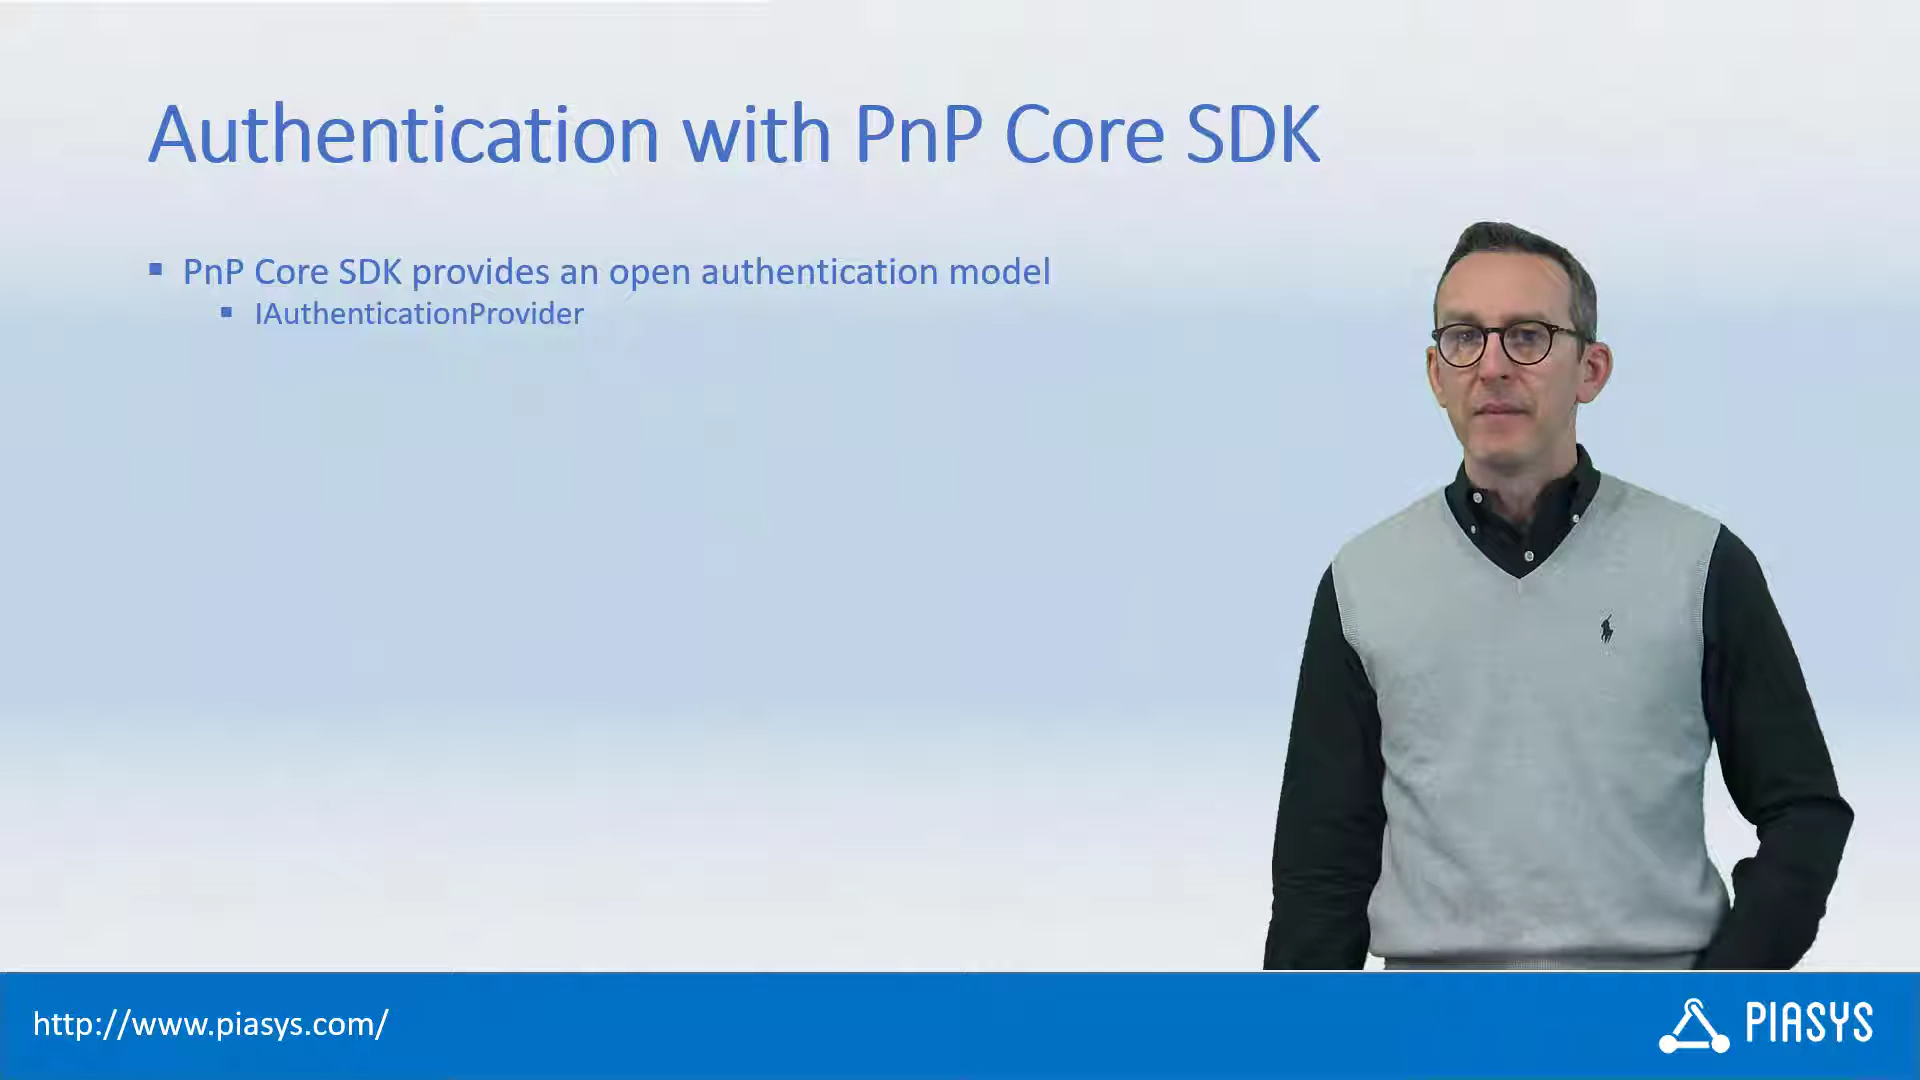 Authentication with PnP Core SDK
PnP Core SDK provides an open authentication model
IAuthenticationProvider
http://www.piasys.com/
PIASYS